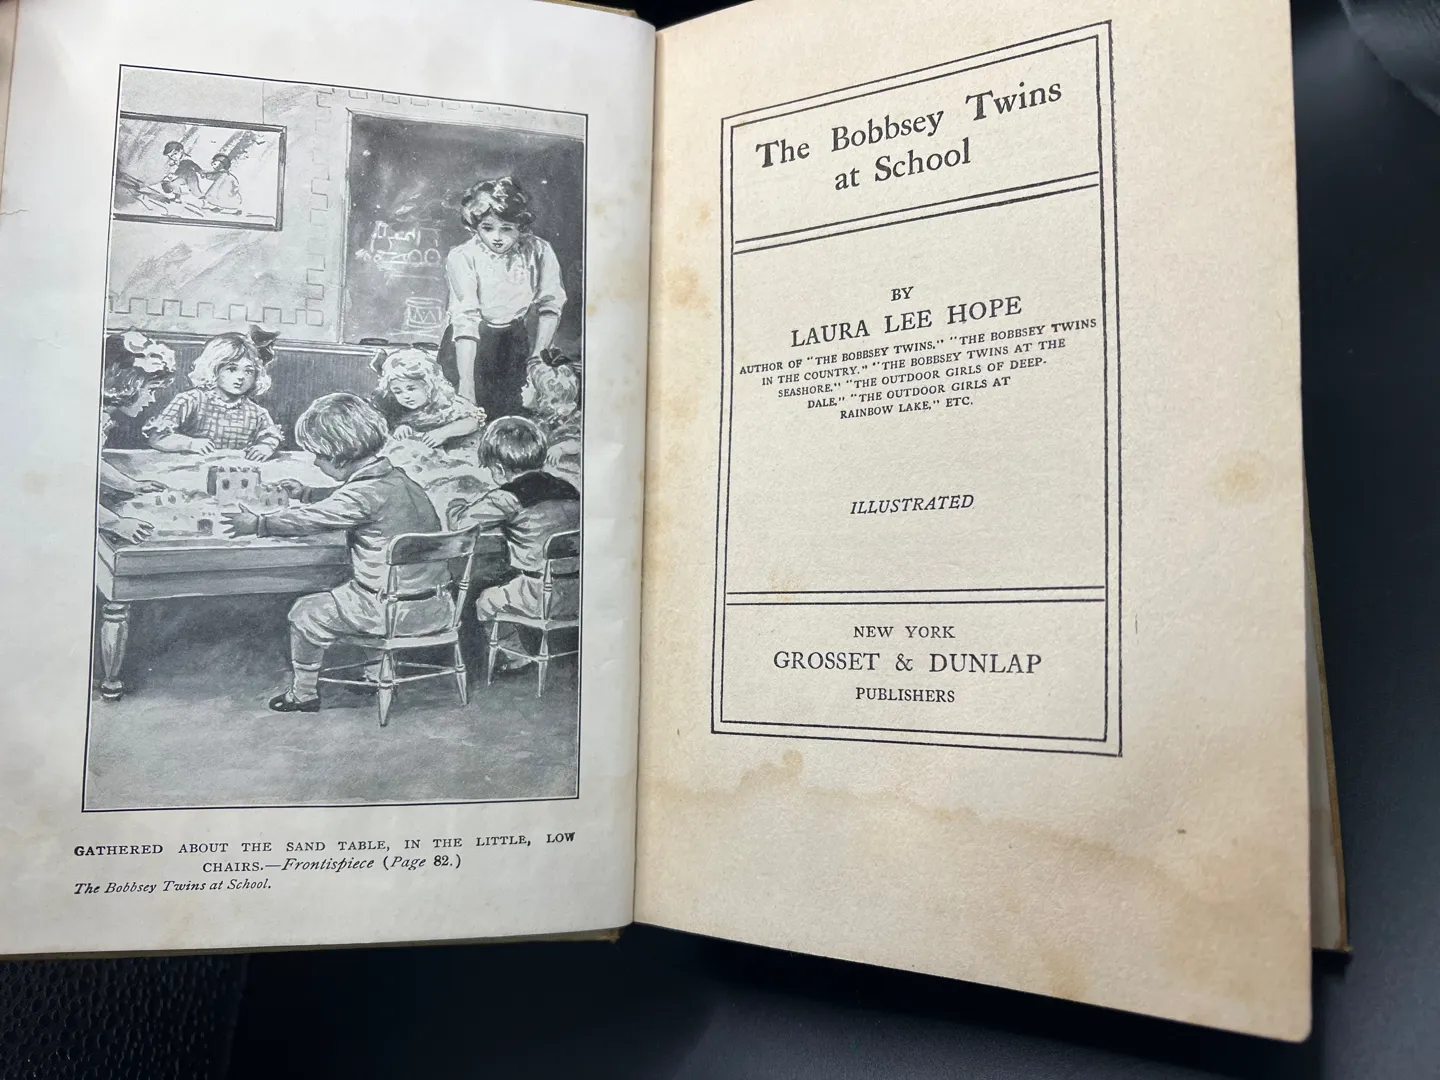 GATHERED ABOUT THE SAND TABLE, IN THE LITTLE, LOW
CHAIRS.—Frontispiece (Page 82.)
The Bobbsey Twins at School.
The Bobbsey Twins
at School
BY
LAURA LEE HOPE
AUTHOR OF "THE BOBBSEY TWINS," "THE BOBBSEY TWINS
IN THE COUNTRY," "THE BOBBSEY TWINS AT THE
SEASHORE," "THE OUTDOOR GIRLS OF DEEP-
DALE," "THE OUTDOOR GIRLS AT
RAINBOW LAKE," ETC.
ILLUSTRATED
NEW YORK
GROSSET & DUNLAP
PUBLISHERS